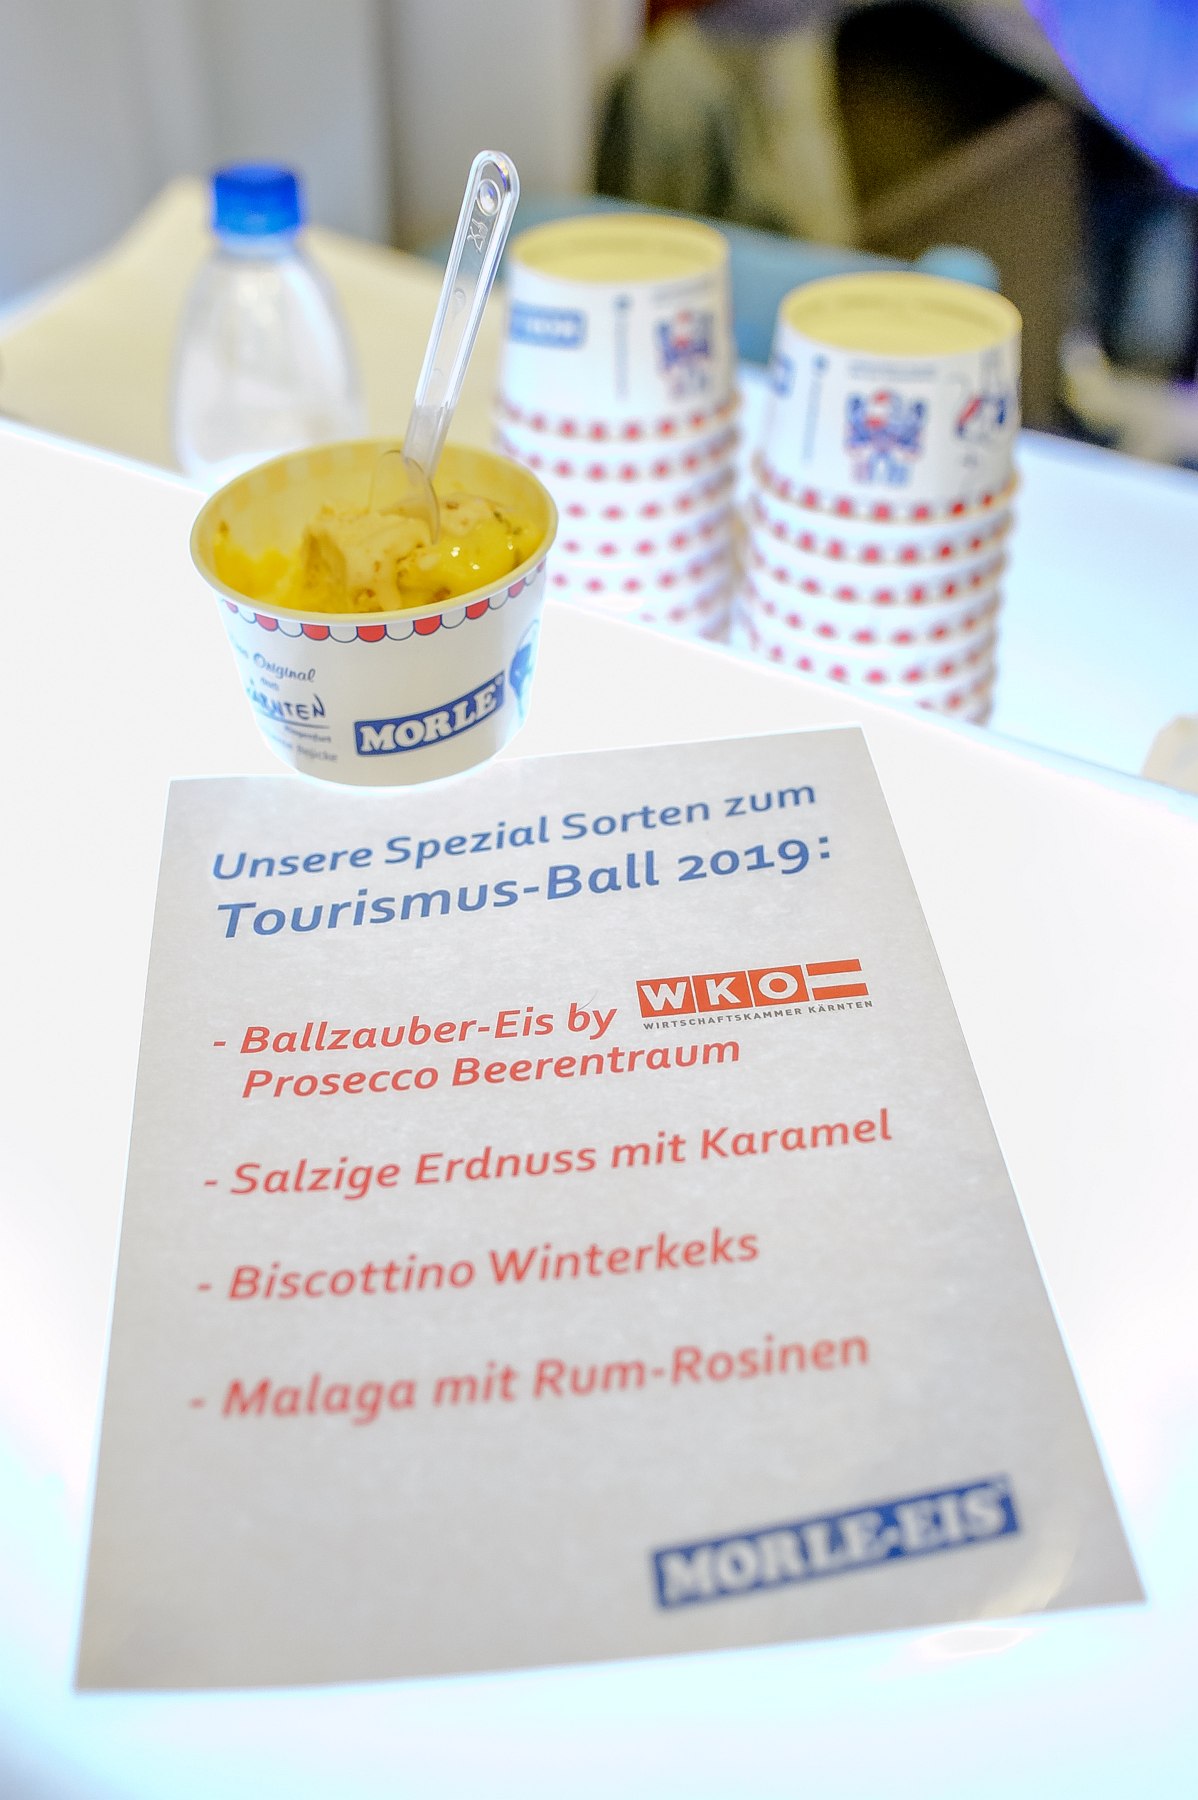 Original
KÄRNTEN
MORLE
Unsere Spezial Sorten zum
Tourismus-Ball 2019:
- Ballzauber-Eis by WKO
WIRTSCHAFTSKAMMER KÄRNTEN
Prosecco Beerentraum
- Salzige Erdnuss mit Karamel
- Biscottino Winterkeks
- Malaga mit Rum-Rosinen
MORLE-EIS